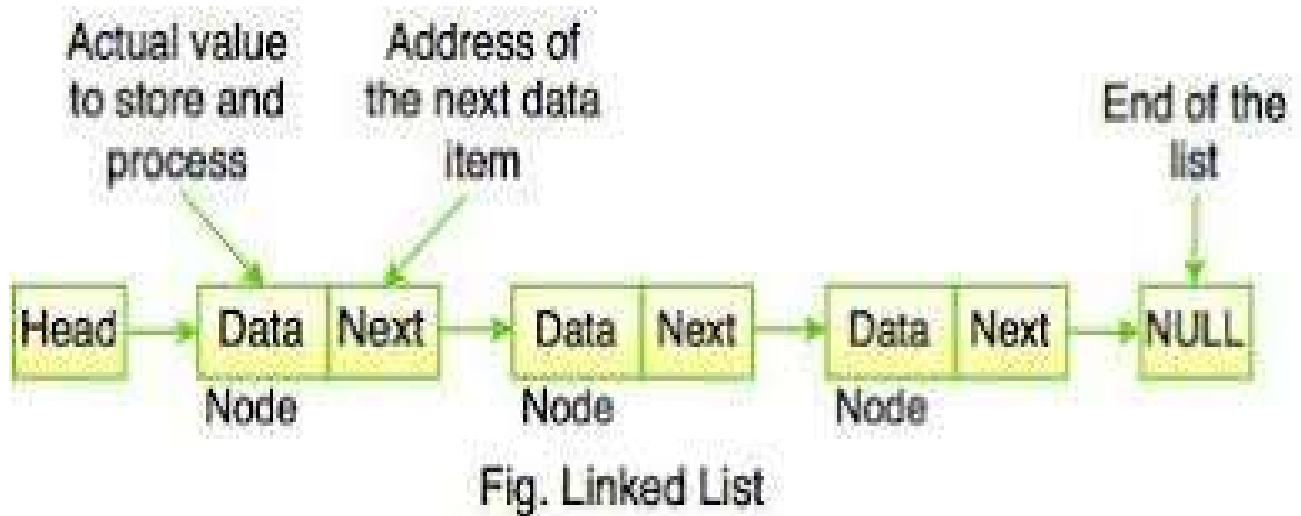 Actual value
to store and
process
Address of
the next data
item
End of the
list
Head
Data Next
Data Next
Data Next
NULL
Node
Node
Node
Fig. Linked List